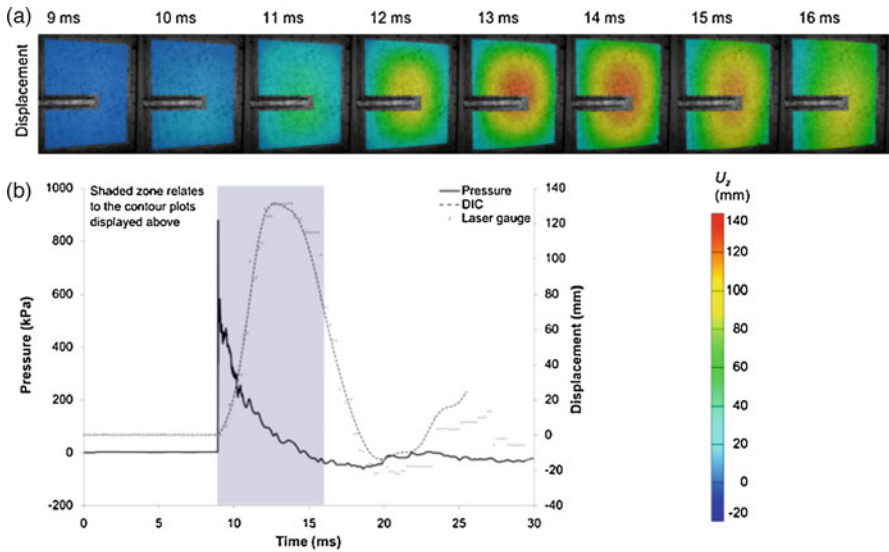 (a)
9 ms 10 ms 11 ms 12 ms 13 ms 14 ms 15 ms 16 ms
Displacement
(b)
Shaded zone relates
to the contour plots
displayed above
Pressure
DIC
Laser gauge
1000
800
600
400
200
0
-200
Pressure (kPa)
140
120
100
80
60
40
20
0
-20
-40
Displacement (mm)
0 5 10 15 20 25 30
Time (ms)
Uz
(mm)
140
120
100
80
60
40
20
0
-20